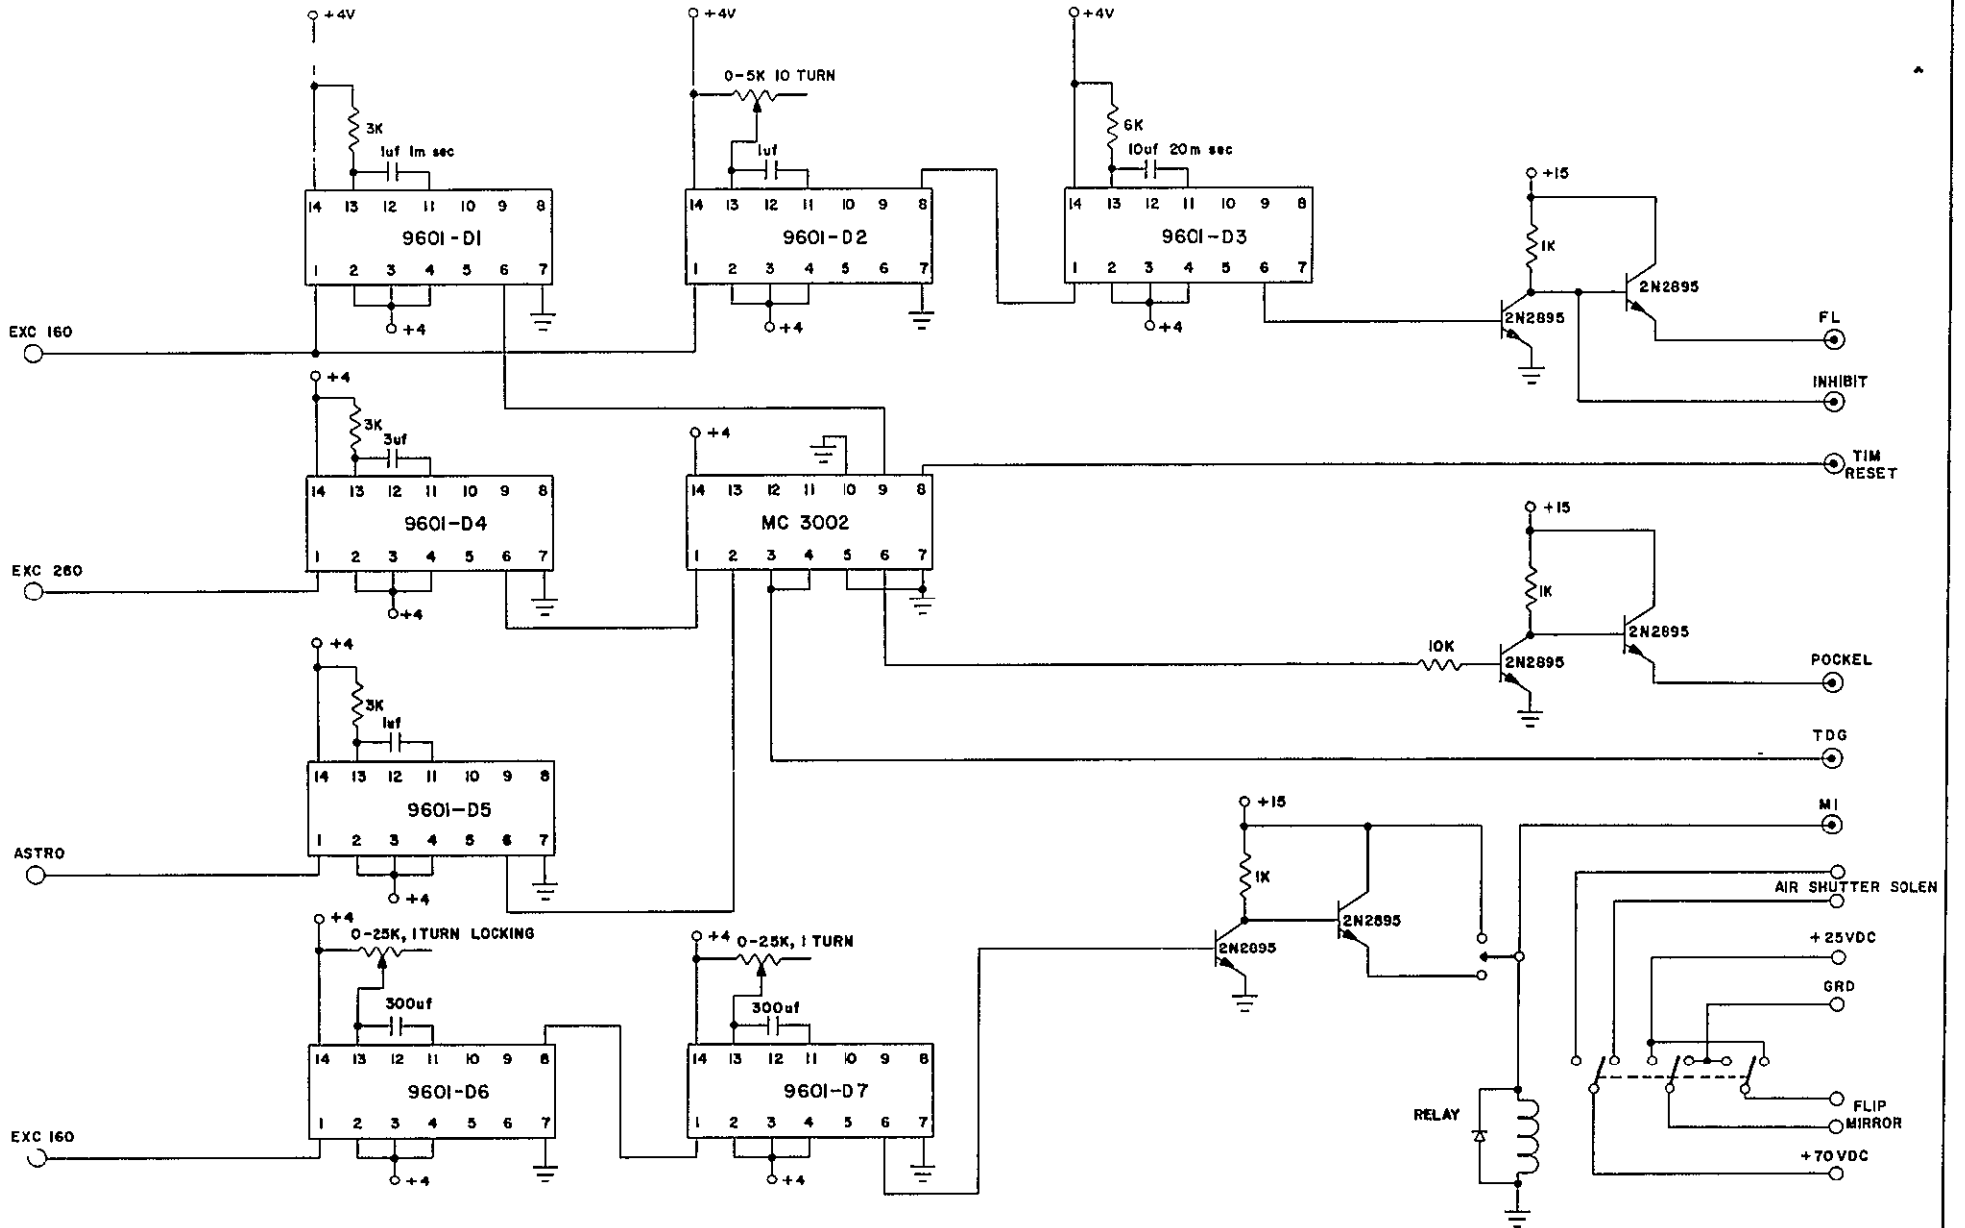 +4V
+4V
+4V
0-5K 10 TURN
3K
1uf 1m sec
1uf
6K
10uf 20m sec
+15
14 13 12 11 10 9 8
9601-D1
1 2 3 4 5 6 7
+4
14 13 12 11 10 9 8
9601-D2
1 2 3 4 5 6 7
+4
14 13 12 11 10 9 8
9601-D3
1 2 3 4 5 6 7
+4
1K
2N2895
2N2895
FL
INHIBIT
EXC 160
+4
3K
3uf
14 13 12 11 10 9 8
9601-D4
1 2 3 4 5 6 7
+4
EXC 260
+4
14 13 12 11 10 9 8
MC 3002
1 2 3 4 5 6 7
TIM
RESET
+15
1K
10K
2N2895
2N2895
POCKEL
+4
3K
1uf
14 13 12 11 10 9 8
9601-D5
1 2 3 4 5 6 7
+4
ASTRO
TDG
MI
+15
1K
2N2895
2N2895
AIR SHUTTER SOLEN
+25VDC
GRD
+4
0-25K, 1 TURN LOCKING
300uf
14 13 12 11 10 9 8
9601-D6
1 2 3 4 5 6 7
+4
EXC 160
+4
0-25K, 1 TURN
300uf
14 13 12 11 10 9 8
9601-D7
1 2 3 4 5 6 7
+4
RELAY
FLIP
MIRROR
+70VDC